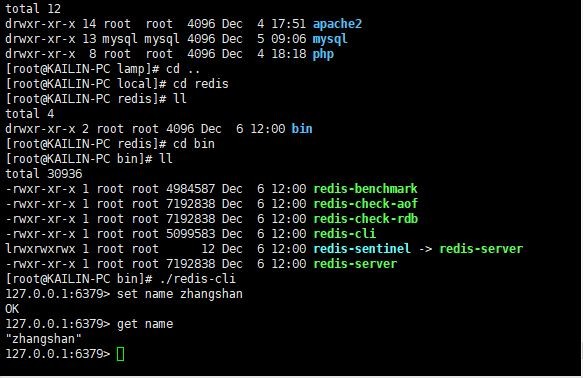 total 12
drwxr-xr-x 14 root  root  4096 Dec  4 17:51 apache2
drwxr-xr-x 13 mysql mysql 4096 Dec  5 09:06 mysql
drwxr-xr-x  8 root  root  4096 Dec  4 18:18 php
[root@KAILIN-PC lamp]# cd ..
[root@KAILIN-PC local]# cd redis
[root@KAILIN-PC redis]# ll
total 4
drwxr-xr-x 2 root root 4096 Dec  6 12:00 bin
[root@KAILIN-PC redis]# cd bin
[root@KAILIN-PC bin]# ll
total 30936
-rwxr-xr-x 1 root root 4984587 Dec  6 12:00 redis-benchmark
-rwxr-xr-x 1 root root 7192838 Dec  6 12:00 redis-check-aof
-rwxr-xr-x 1 root root 7192838 Dec  6 12:00 redis-check-rdb
-rwxr-xr-x 1 root root 5099583 Dec  6 12:00 redis-cli
lrwxrwxrwx 1 root root      12 Dec  6 12:00 redis-sentinel -> redis-server
-rwxr-xr-x 1 root root 7192838 Dec  6 12:00 redis-server
[root@KAILIN-PC bin]# ./redis-cli
127.0.0.1:6379> set name zhangshan
OK
127.0.0.1:6379> get name
"zhangshan"
127.0.0.1:6379>